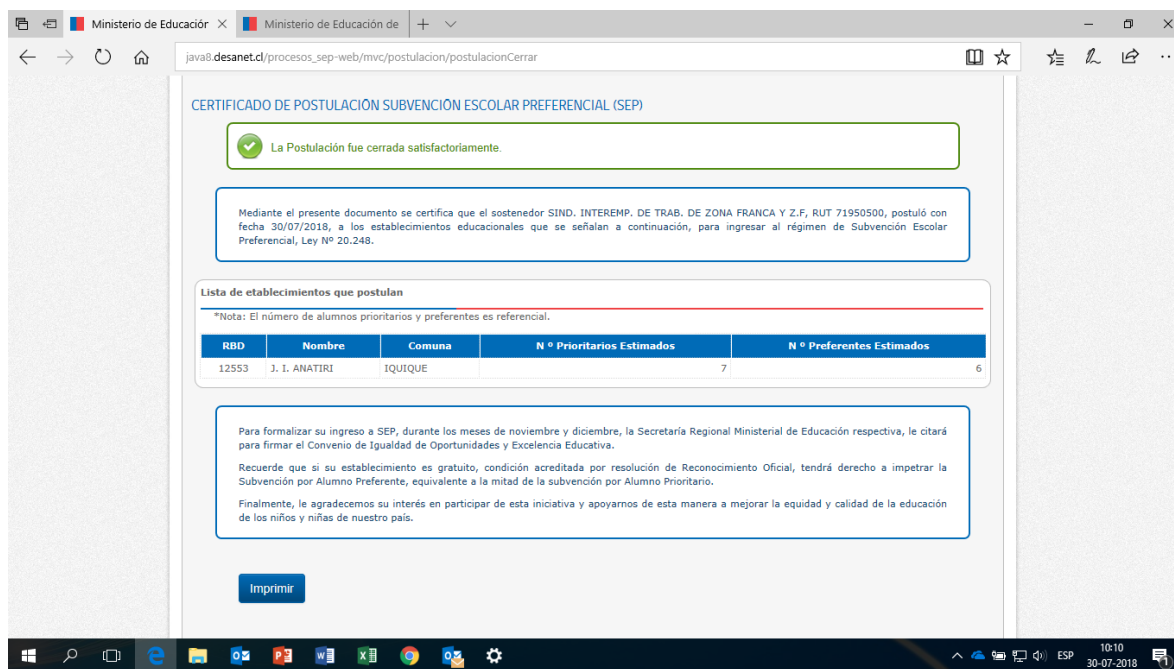 Ministerio de Educación
Ministerio de Educación de
java8.desanet.cl/procesos_sep-web/mvc/postulacion/postulacionCerrar
CERTIFICADO DE POSTULACIÓN SUBVENCIÓN ESCOLAR PREFERENCIAL (SEP)
La Postulación fue cerrada satisfactoriamente.
Mediante el presente documento se certifica que el sostenedor SIND. INTEREMP. DE TRAB. DE ZONA FRANCA Y Z.F, RUT 71950500, postuló con
fecha 30/07/2018, a los establecimientos educacionales que se señalan a continuación, para ingresar al régimen de Subvención Escolar
Preferencial, Ley Nº 20.248.
Lista de etablecimientos que postulan
*Nota: El número de alumnos prioritarios y preferentes es referencial.
RBD Nombre Comuna N º Prioritarios Estimados N º Preferentes Estimados
12553 J. I. ANATIRI IQUIQUE 7 6
Para formalizar su ingreso a SEP, durante los meses de noviembre y diciembre, la Secretaría Regional Ministerial de Educación respectiva, le citará
para firmar el Convenio de Igualdad de Oportunidades y Excelencia Educativa.
Recuerde que si su establecimiento es gratuito, condición acreditada por resolución de Reconocimiento Oficial, tendrá derecho a impetrar la
Subvención por Alumno Preferente, equivalente a la mitad de la subvención por Alumno Prioritario.
Finalmente, le agradecemos su interés en participar de esta iniciativa y apoyarnos de esta manera a mejorar la equidad y calidad de la educación
de los niños y niñas de nuestro país.
Imprimir
ESP
10:10
30-07-2018